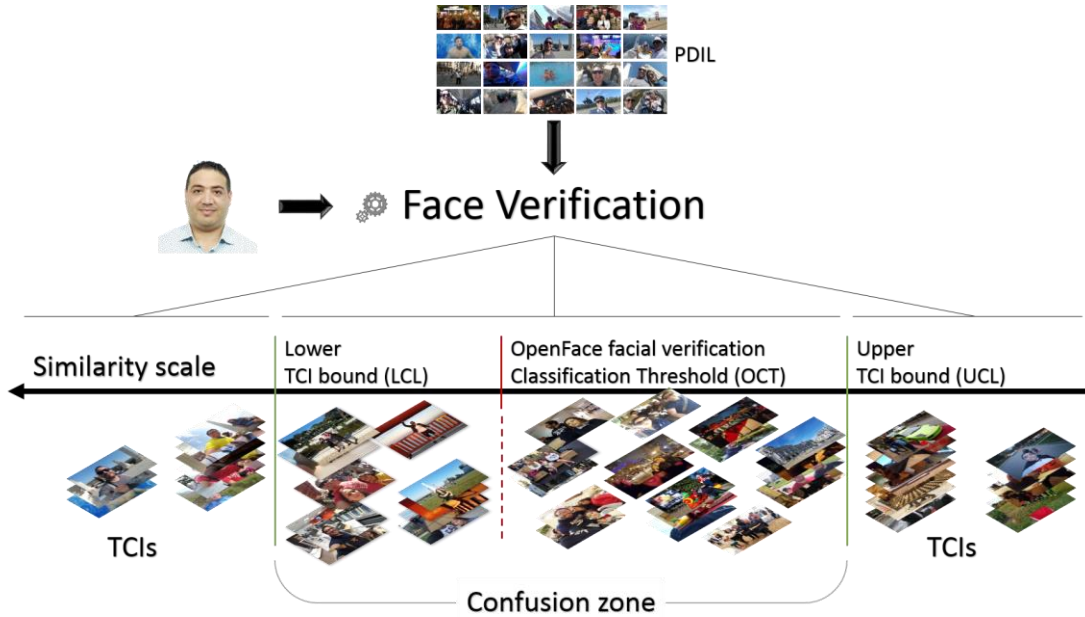 PDIL
Face Verification
Similarity scale
Lower
TCI bound (LCL)
OpenFace facial verification
Classification Threshold (OCT)
Upper
TCI bound (UCL)
TCIs
TCIs
Confusion zone